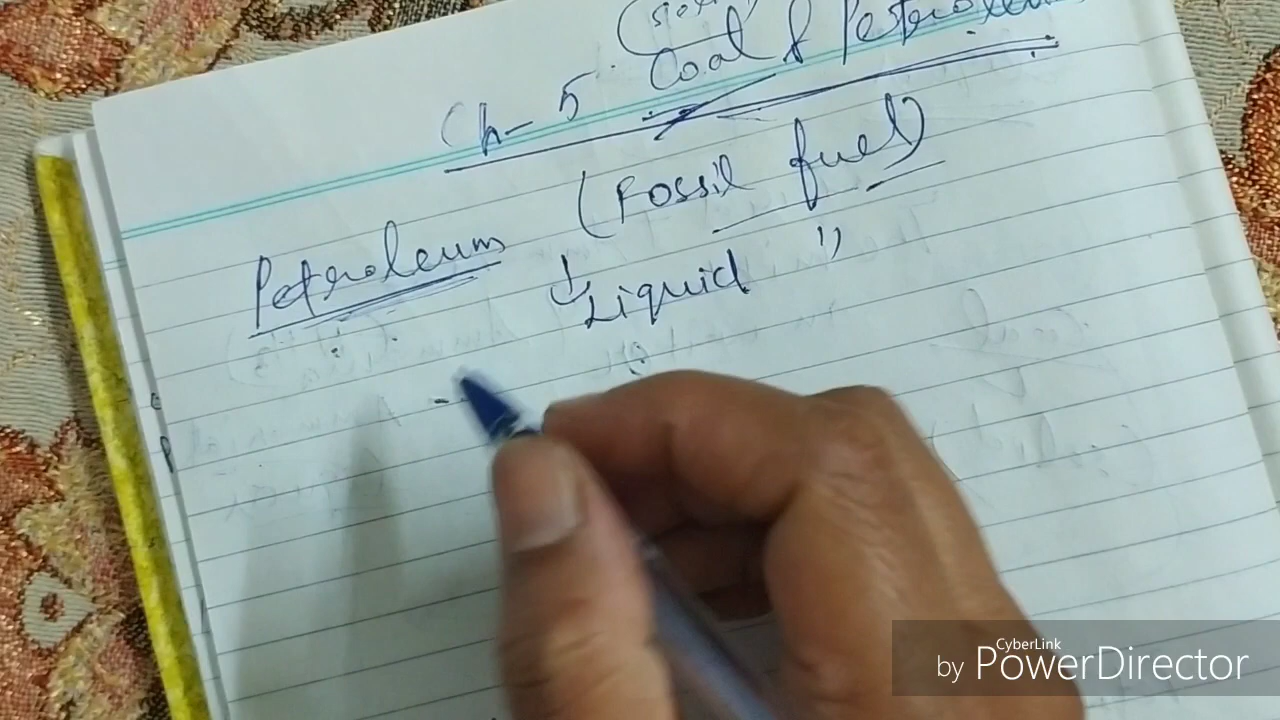 Ch-5 Coal & Petroleum
(Fossil fuel)
Petroleum
Liquid "
CyberLink
by PowerDirector